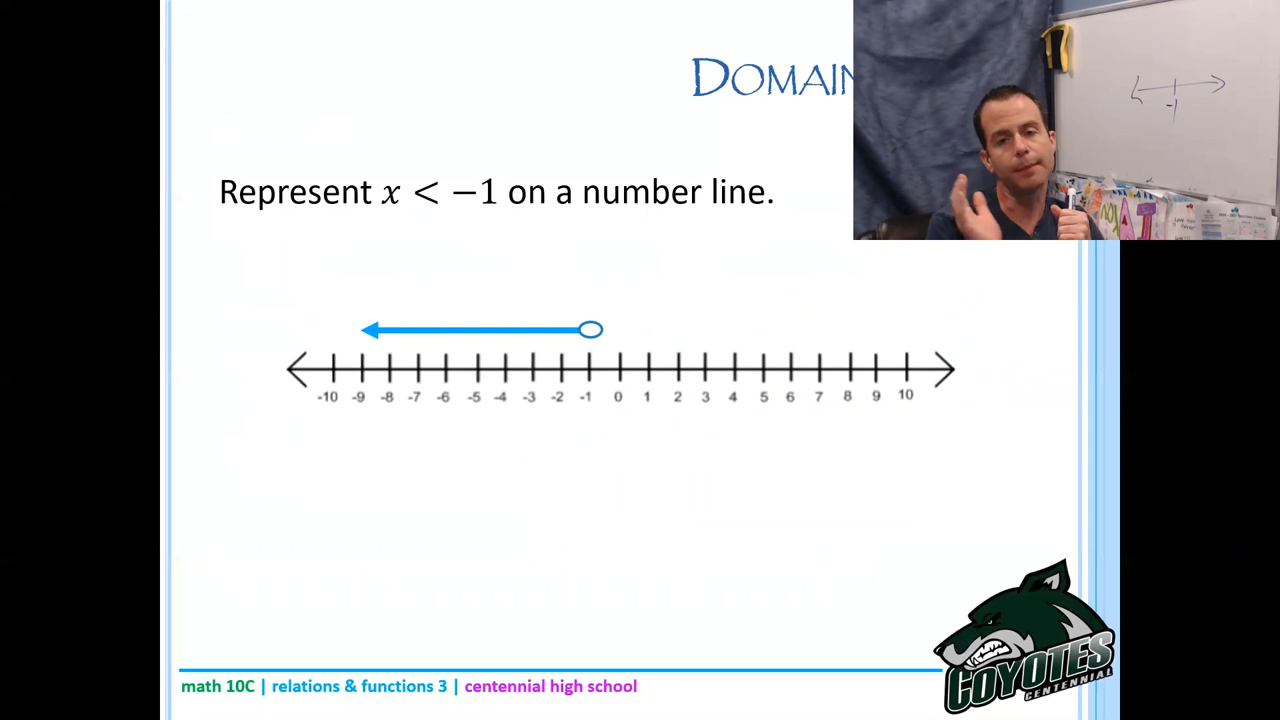 DOMAIN
Represent x < −1 on a number line.
-10 -9 -8 -7 -6 -5 -4 -3 -2 -1 0 1 2 3 4 5 6 7 8 9 10
-1
math 10C | relations & functions 3 | centennial high school
COYOTES
CENTENNIAL